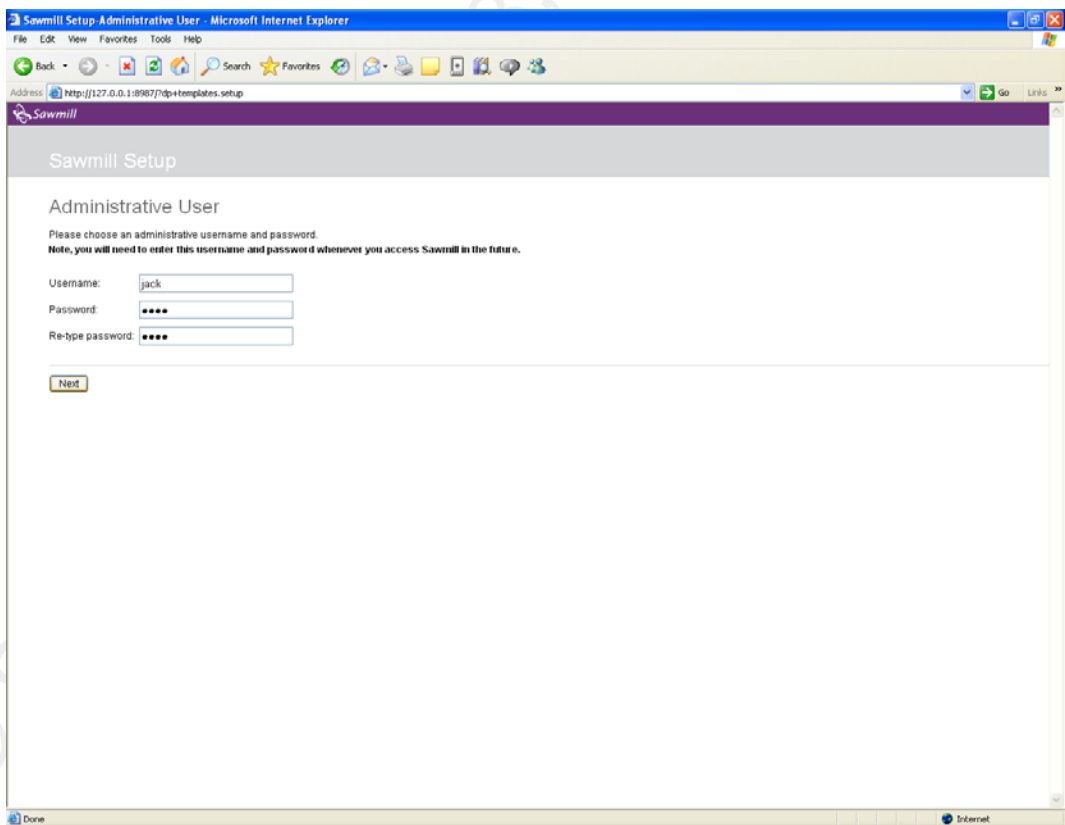 Sawmill Setup-Administrative User - Microsoft Internet Explorer
File Edit View Favorites Tools Help
Back Search Favorites
Address http://127.0.0.1:8987/?dp+templates.setup Go Links »
Sawmill
Sawmill Setup
Administrative User
Please choose an administrative username and password.
Note, you will need to enter this username and password whenever you access Sawmill in the future.
Username: jack
Password: ••••
Re-type password: ••••
Next
Done Internet